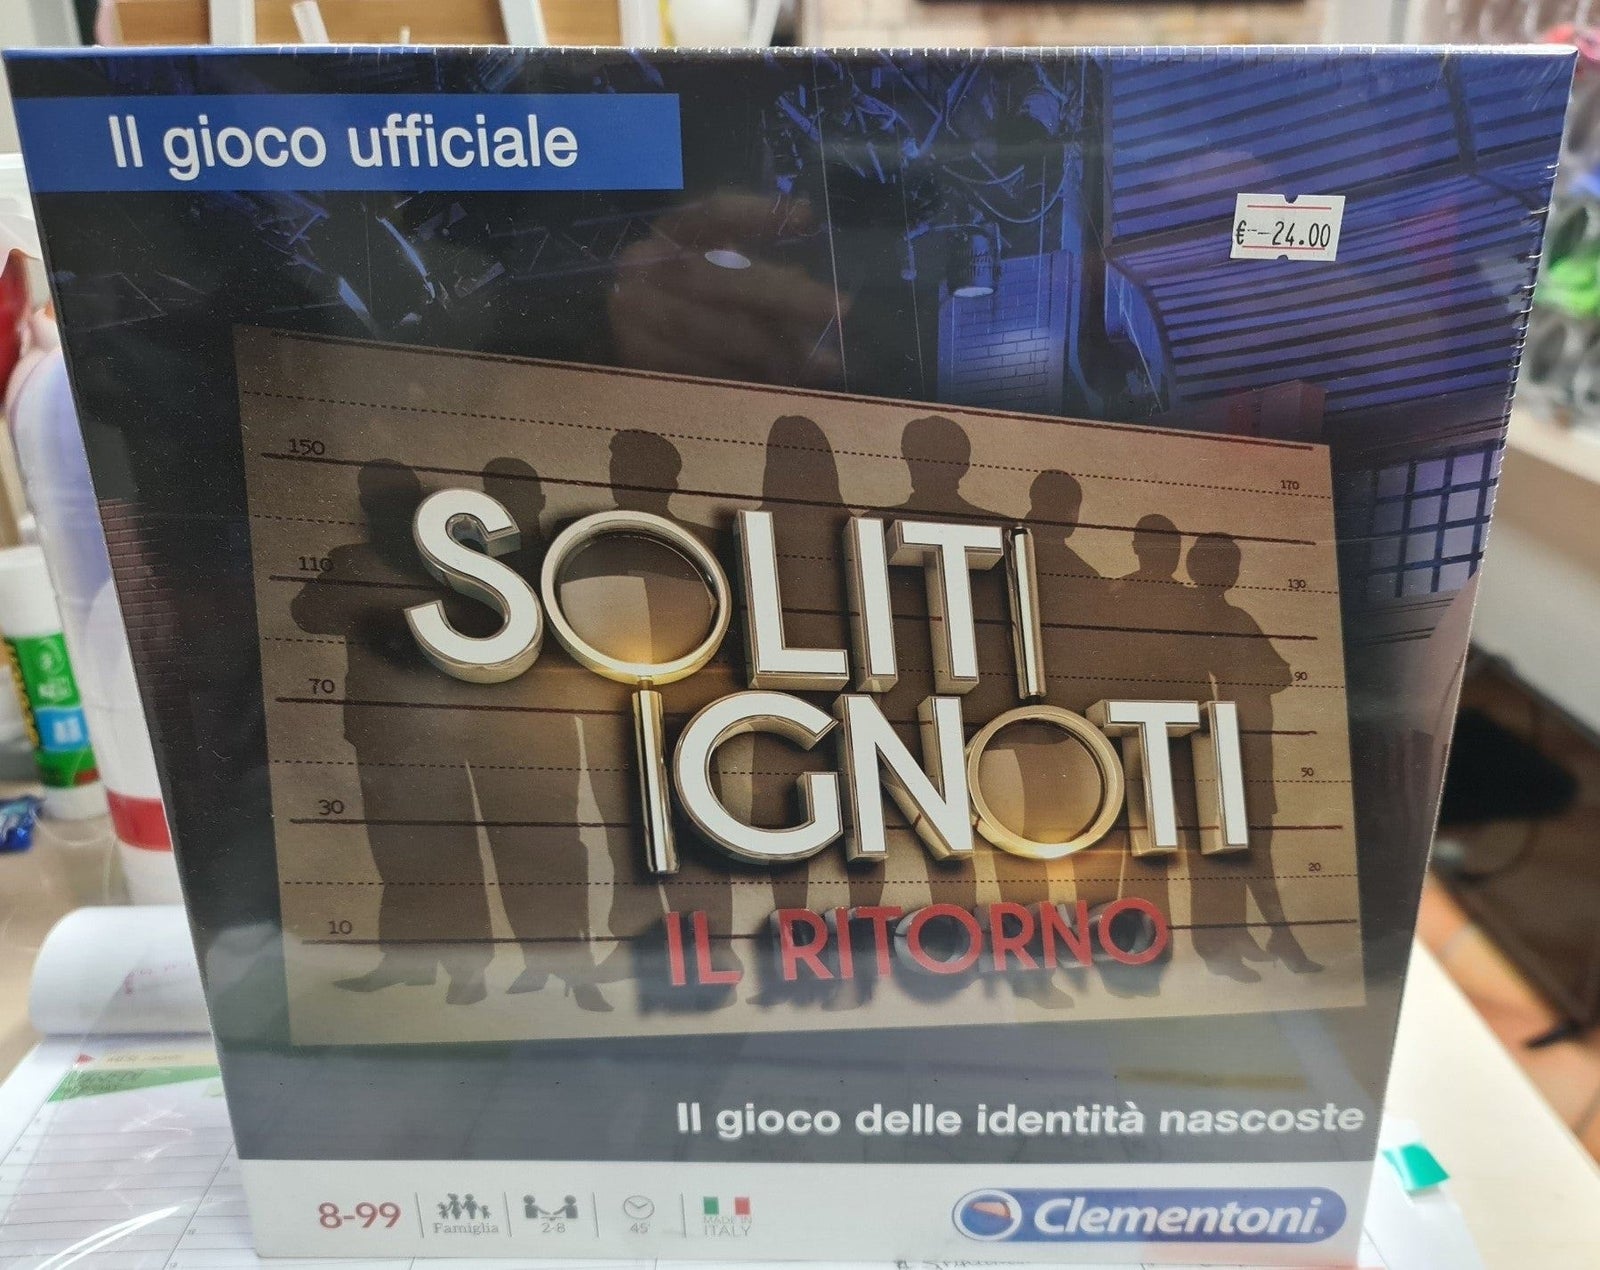 Il gioco ufficiale
€--24.00
150
170
110
130
70
90
50
30
20
10
SOLITI
IGNOTI
IL RITORNO
Il gioco delle identità nascoste
8-99
Famiglia
2-8
45'
MADE IN
ITALY
Clementoni